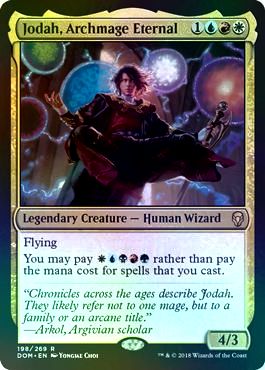 Jodah, Archmage Eternal 1
Legendary Creature — Human Wizard
Flying
You may pay rather than pay
the mana cost for spells that you cast.
“Chronicles across the ages describe Jodah.
They likely refer not to one mage, but to a
family or arcane title.”
—Arkol, Argivian scholar
4/3
198/269 R
DOM • EN Yongjae Choi
™ & © 2018 Wizards of the Coast